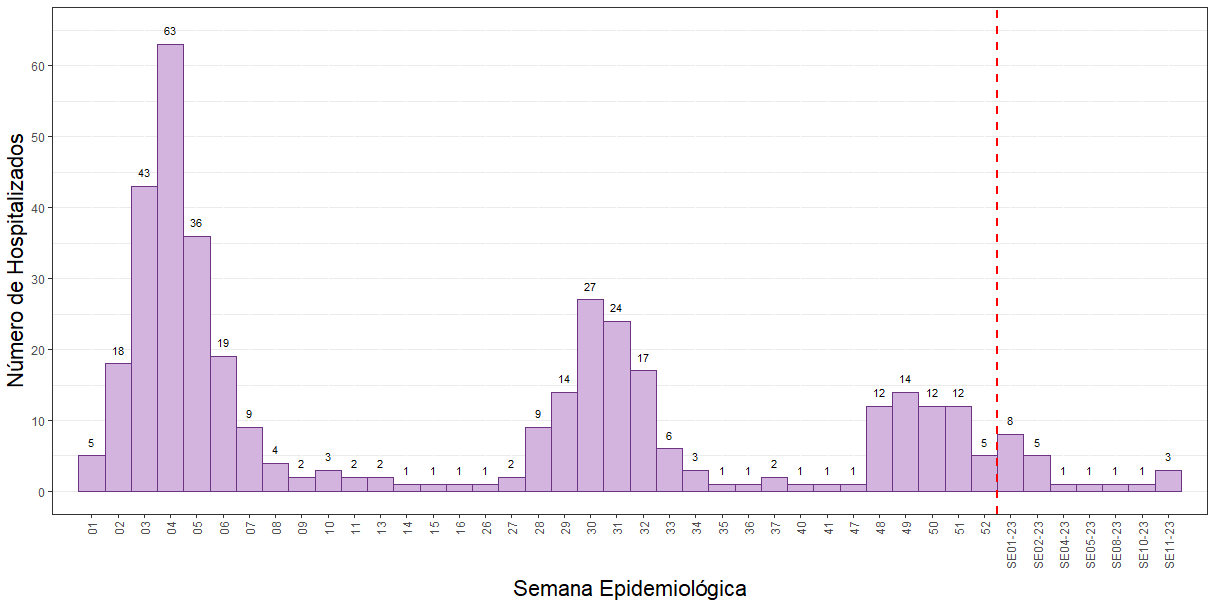 Número de Hospitalizados
60
50
40
30
20
10
0
5 18 43 63 36 19 9 4 2 3 2 2 1 1 1 1 2 9 14 27 24 17 6 3 1 1 2 1 1 1 12 14 12 12 5 8 5 1 1 1 1 3
01 02 03 04 05 06 07 08 09 10 11 13 14 15 16 26 27 28 29 30 31 32 33 34 35 36 37 40 41 47 48 49 50 51 52 SE01-23 SE02-23 SE04-23 SE05-23 SE08-23 SE10-23 SE11-23
Semana Epidemiológica